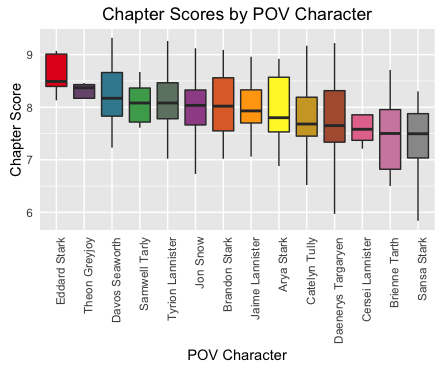 Chapter Scores by POV Character
Chapter Score
9
8
7
6
Eddard Stark
Theon Greyjoy
Davos Seaworth
Samwell Tarly
Tyrion Lannister
Jon Snow
Brandon Stark
Jaime Lannister
Arya Stark
Catelyn Tully
Daenerys Targaryen
Cersei Lannister
Brienne Tarth
Sansa Stark
POV Character